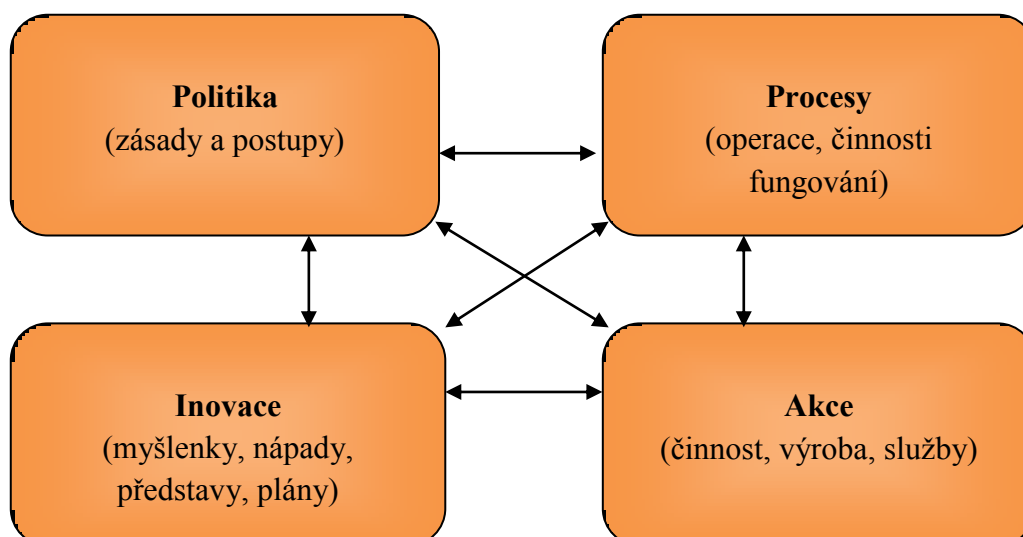 Politika
(zásady a postupy)
Procesy
(operace, činnosti
fungování)
Inovace
(myšlenky, nápady,
představy, plány)
Akce
(činnost, výroba, služby)